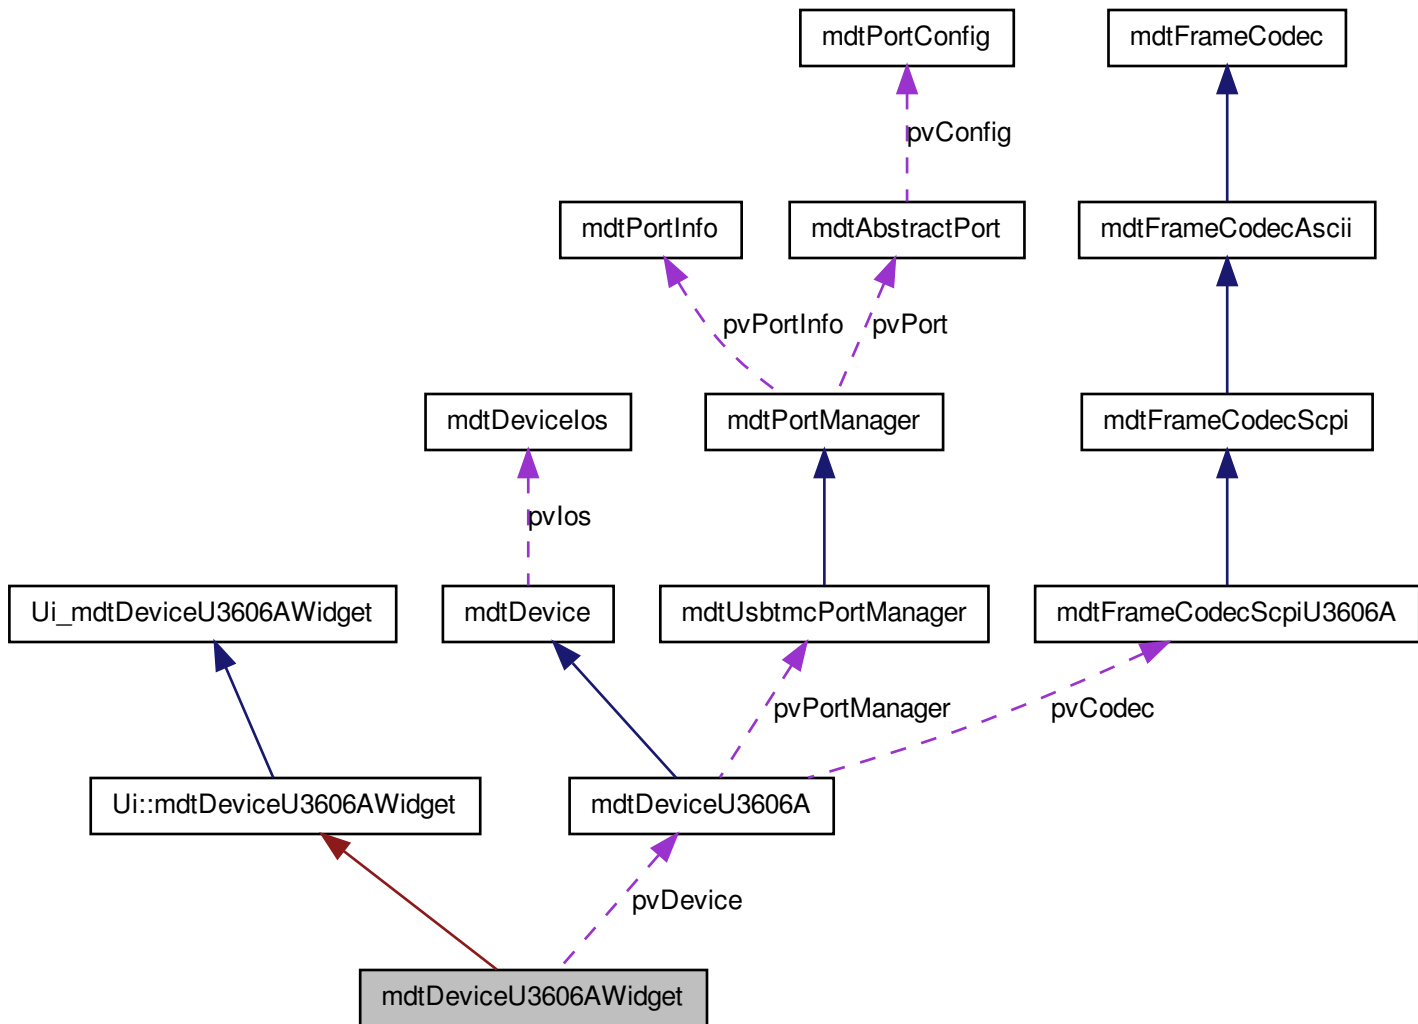 mdtPortConfig
mdtFrameCodec
pvConfig
mdtPortInfo
mdtAbstractPort
mdtFrameCodecAscii
pvPortInfo
pvPort
mdtDeviceIos
mdtPortManager
mdtFrameCodecScpi
pvIos
Ui_mdtDeviceU3606AWidget
mdtDevice
mdtUsbtmcPortManager
mdtFrameCodecScpiU3606A
pvPortManager
pvCodec
Ui::mdtDeviceU3606AWidget
mdtDeviceU3606A
pvDevice
mdtDeviceU3606AWidget